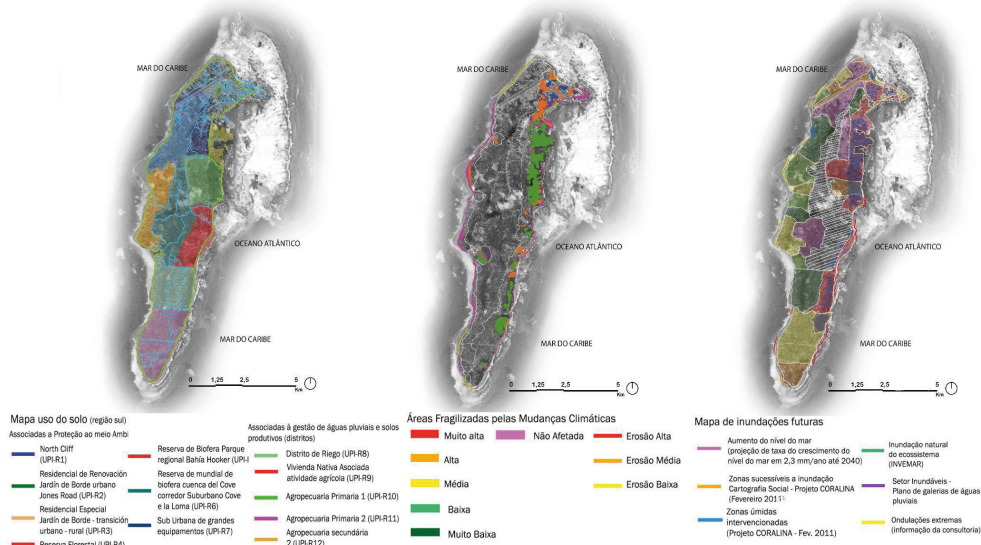 MAR DO CARIBE
OCEANO ATLÂNTICO
MAR DO CARIBE
0 1,25 2,5 5
Km
MAR DO CARIBE
OCEANO ATLÂNTICO
MAR DO CARIBE
0 1,25 2,5 5
Km
MAR DO CARIBE
OCEANO ATLÂNTICO
MAR DO CARIBE
0 1,25 2,5 5
Km
Mapa uso do solo (região sul)
Associadas a Proteção ao meio Ambi
North Cliff
(UPI-R1)
Residencial de Renovación
Jardín de Borde urbano
Jones Road (UPI-R2)
Residencial Especial
Jardín de Borde - transición
urbano - rural (UPI-R3)
Reserva Florestal (UPI-R4)
Reserva de Biofera Parque
regional Bahía Hooker (UPI-I
Reserva de mundial de
biofera cuenca del Cove
corredor Suburbano Cove
e la Loma (UPI-R6)
Sub Urbana de grandes
equipamentos (UPI-R7)
Associadas à gestão de águas pluviais e solos
produtivos (distritos)
Distrito de Riego (UPI-R8)
Vivienda Nativa Asociada
atividade agrícola (UPI-R9)
Agropecuaria Primaria 1 (UPI-R10)
Agropecuaria Primaria 2 (UPI-R11)
Agropecuaria secundária
2 (UPI-R12)
Áreas Fragilizadas pelas Mudanças Climáticas
Muito alta
Alta
Média
Baixa
Muito Baixa
Não Afetada
Erosão Alta
Erosão Média
Erosão Baixa
Mapa de inundações futuras
Aumento do nível do mar
(projeção de taxa do crescimento do
nível do mar em 2,3 mm/ano até 2040)
Zonas sucessíveis a inundação
Cartografia Social - Projeto CORALINA
(Fevereiro 2011)
Zonas úmidas
intervencionadas
(Projeto CORALINA - Fev. 2011)
Inundação natural
do ecossistema
(INVEMAR)
Setor Inundáveis -
Plano de galerias de águas
pluviais
Ondulações extremas
(informação da consultoria)